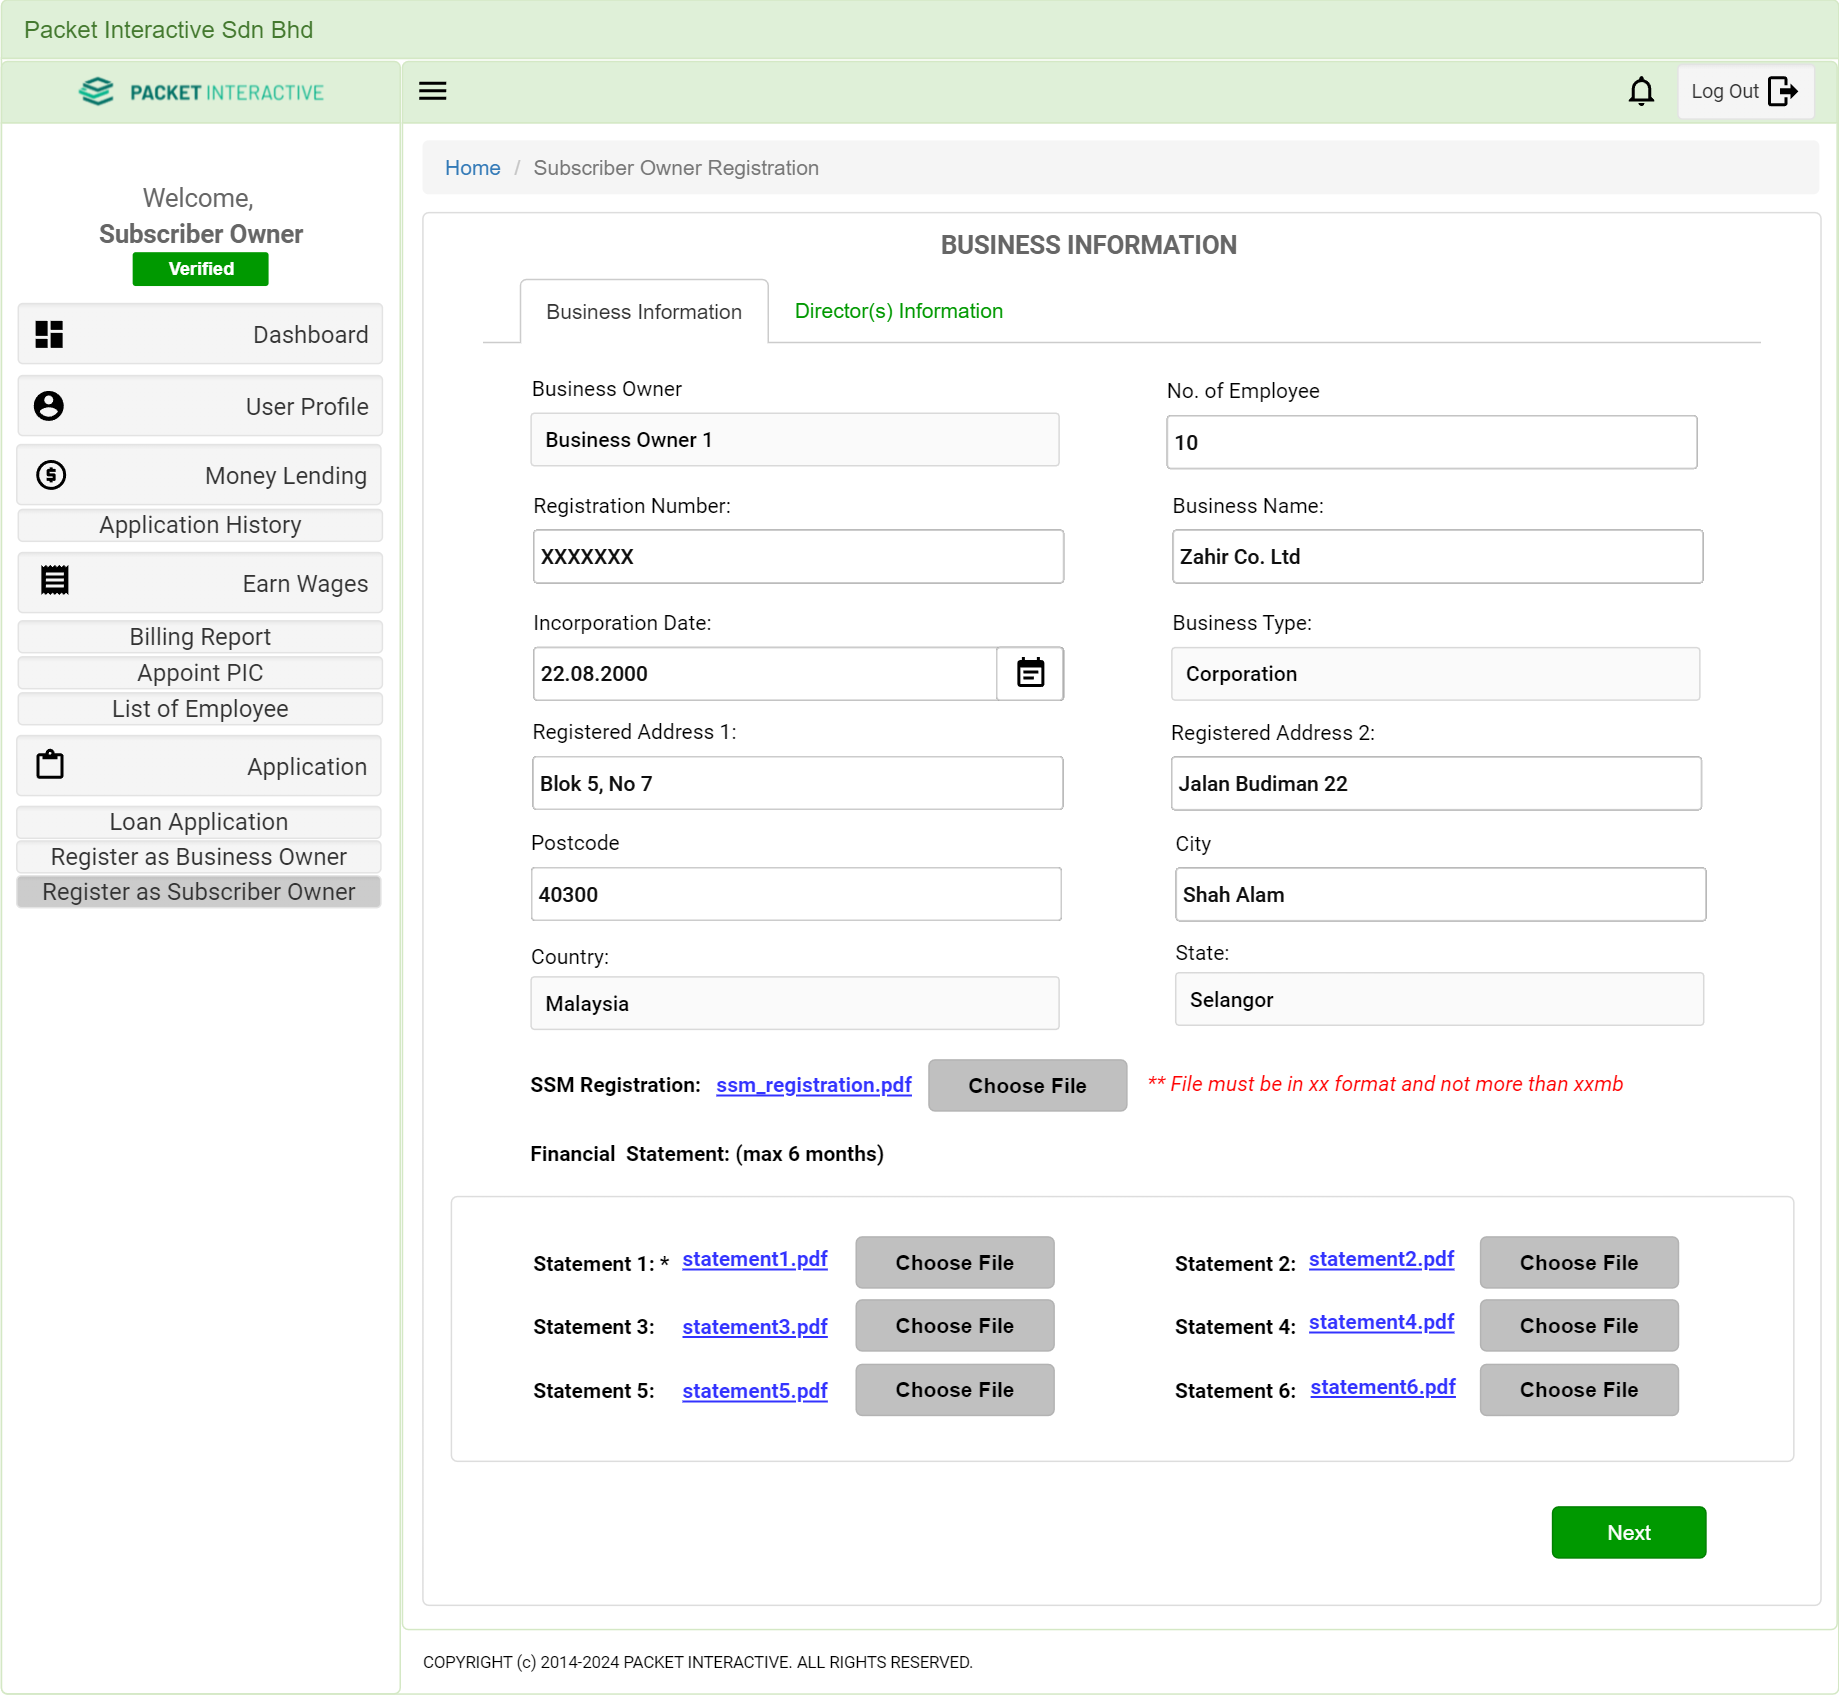 Packet Interactive Sdn Bhd
PACKET INTERACTIVE
Log Out
Welcome,
Subscriber Owner
Verified
Dashboard
User Profile
Money Lending
Application History
Earn Wages
Billing Report
Appoint PIC
List of Employee
Application
Loan Application
Register as Business Owner
Register as Subscriber Owner
Home / Subscriber Owner Registration
BUSINESS INFORMATION
Business Information
Director(s) Information
Business Owner
Business Owner 1
No. of Employee
10
Registration Number:
XXXXXXX
Business Name:
Zahir Co. Ltd
Incorporation Date:
22.08.2000
Business Type:
Corporation
Registered Address 1:
Blok 5, No 7
Registered Address 2:
Jalan Budiman 22
Postcode
40300
City
Shah Alam
Country:
Malaysia
State:
Selangor
SSM Registration: ssm_registration.pdf Choose File ** File must be in xx format and not more than xxmb
Financial Statement: (max 6 months)
Statement 1: * statement1.pdf Choose File
Statement 2: statement2.pdf Choose File
Statement 3: statement3.pdf Choose File
Statement 4: statement4.pdf Choose File
Statement 5: statement5.pdf Choose File
Statement 6: statement6.pdf Choose File
Next
COPYRIGHT (c) 2014-2024 PACKET INTERACTIVE. ALL RIGHTS RESERVED.